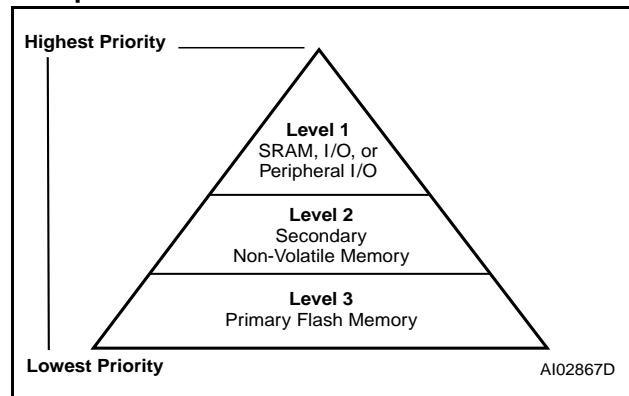 Highest Priority
Level 1
SRAM, I/O, or
Peripheral I/O
Level 2
Secondary
Non-Volatile Memory
Level 3
Primary Flash Memory
Lowest Priority
AI02867D